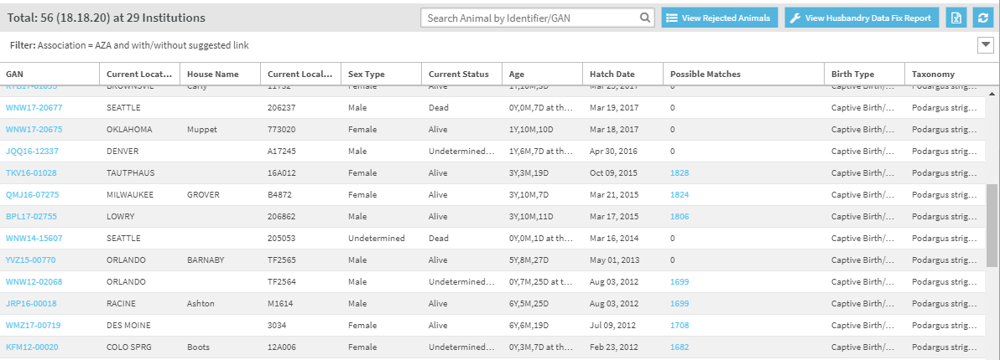 Total: 56 (18.18.20) at 29 Institutions Search Animal by Identifier/GAN View Rejected Animals View Husbandry Data Fix Report
Filter: Association = AZA and with/without suggested link
GAN Current Locat... House Name Current Local... Sex Type Current Status Age Hatch Date Possible Matches Birth Type Taxonomy
BROWNSVIL Carly 11732 Female Alive 1Y,10M,5D Mar 23, 2017 0 Captive Birth/... Podargus strig...
WNW17-20677 SEATTLE 206237 Male Dead 0Y,0M,7D at th... Mar 19, 2017 0 Captive Birth/... Podargus strig...
WNW17-20675 OKLAHOMA Muppet 773020 Female Alive 1Y,10M,10D Mar 18, 2017 0 Captive Birth/... Podargus strig...
JQQ16-12337 DENVER A17245 Male Undetermined... 1Y,6M,7D at th... Apr 30, 2016 0 Captive Birth/... Podargus strig...
TKV16-01028 TAUTPHAUS 16A012 Female Alive 3Y,3M,19D Oct 09, 2015 1828 Captive Birth/... Podargus strig...
QMJ16-07275 MILWAUKEE GROVER B4872 Female Alive 3Y,10M,7D Mar 21, 2015 1824 Captive Birth/... Podargus strig...
BPL17-02755 LOWRY 206862 Male Alive 3Y,10M,11D Mar 17, 2015 1806 Captive Birth/... Podargus strig...
WNW14-15607 SEATTLE 205053 Undetermined Dead 0Y,0M,1D at th... Mar 16, 2014 0 Captive Birth/... Podargus strig...
YVZ15-00770 ORLANDO BARNABY TF2565 Male Alive 5Y,8M,27D May 01, 2013 0 Captive Birth/... Podargus strig...
WNW12-02068 ORLANDO TF2564 Male Undetermined... 0Y,7M,25D at t... Aug 03, 2012 1699 Captive Birth/... Podargus strig...
JRP16-00018 RACINE Ashton M1614 Male Alive 6Y,5M,25D Aug 03, 2012 1699 Captive Birth/... Podargus strig...
WMZ17-00719 DES MOINE 3034 Female Alive 6Y,6M,19D Jul 09, 2012 1708 Captive Birth/... Podargus strig...
KFM12-00020 COLO SPRG Boots 12A006 Female Undetermined... 0Y,3M,7D at th... Feb 23, 2012 1682 Captive Birth/... Podargus strig...